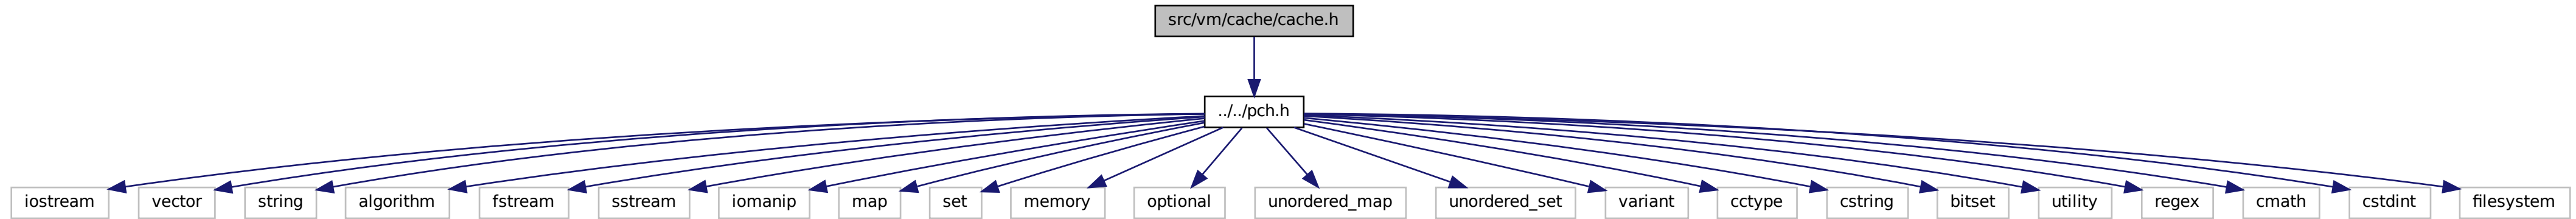 src/vm/cache/cache.h
../../pch.h
iostream
vector
string
algorithm
fstream
sstream
iomanip
map
set
memory
optional
unordered_map
unordered_set
variant
cctype
cstring
bitset
utility
regex
cmath
cstdint
filesystem